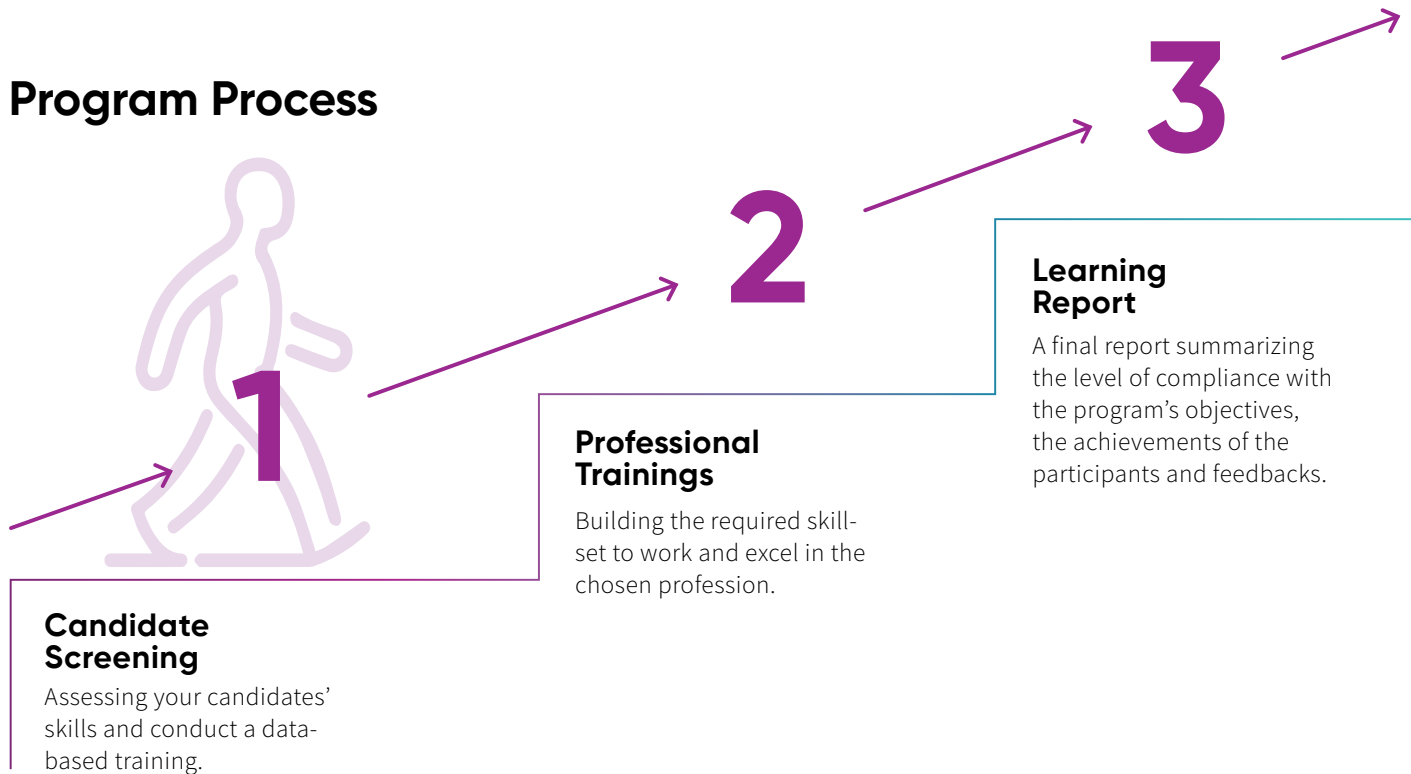 Program Process
1
Candidate
Screening
Assessing your candidates’
skills and conduct a data-
based training.
2
Professional
Trainings
Building the required skill-
set to work and excel in the
chosen profession.
3
Learning
Report
A final report summarizing
the level of compliance with
the program’s objectives,
the achievements of the
participants and feedbacks.